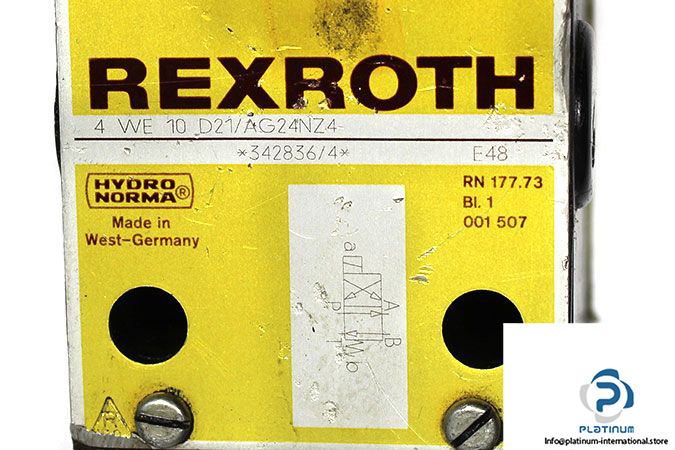 REXROTH
4 WE 10 D21/AG24NZ4
*342836/4* E48
HYDRO
NORMA®
Made in
West-Germany
RN 177.73
Bl. 1
001 507
a
A
B
P
b
PLATINUM
Info@platinum-international.store